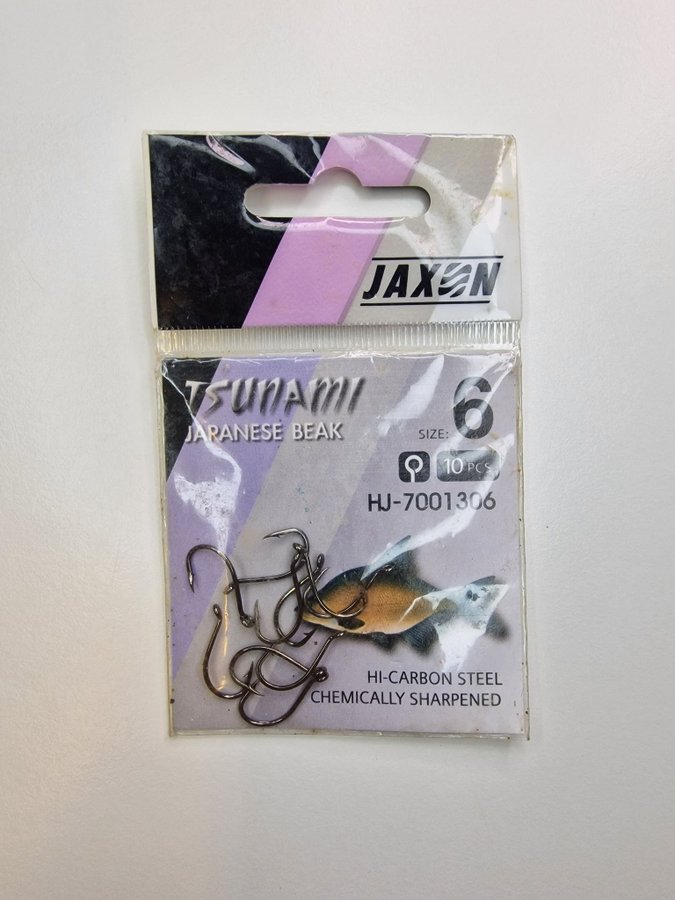 JAXON
TSUNAMI
JAPANESE BEAK
SIZE: 6
10 PCS
HJ-7001306
HI-CARBON STEEL
CHEMICALLY SHARPENED